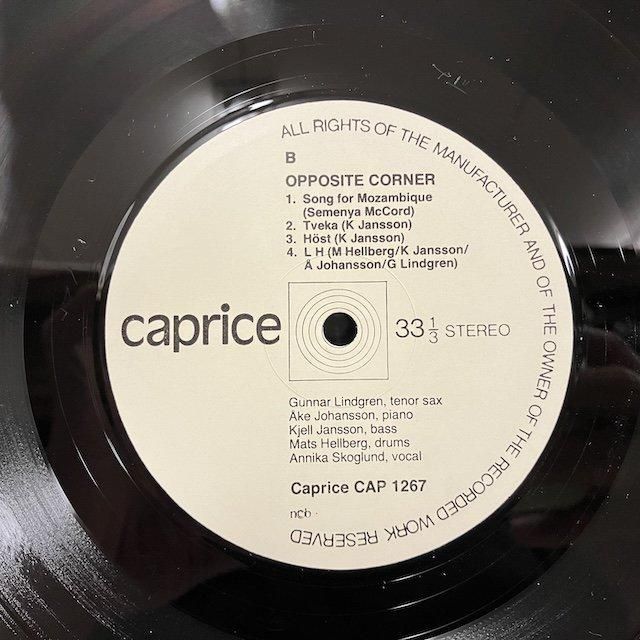 ALL RIGHTS OF THE MANUFACTURER AND OF THE OWNER OF THE RECORDED WORK RESERVED
B
OPPOSITE CORNER
1. Song for Mozambique
(Semenya McCord)
2. Tveka (K Jansson)
3. Höst (K Jansson)
4. L H (M Hellberg/K Jansson/
Å Johansson/G Lindgren)
caprice
33 1/3 STEREO
Gunnar Lindgren, tenor sax
Åke Johansson, piano
Kjell Jansson, bass
Mats Hellberg, drums
Annika Skoglund, vocal
Caprice CAP 1267
ncb